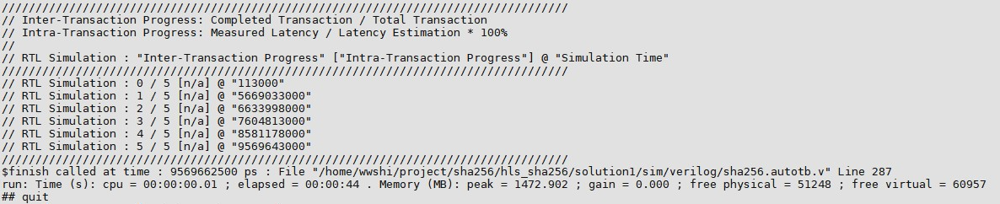 ////////////////////////////////////////////////////////////////////////////////////
// Inter-Transaction Progress: Completed Transaction / Total Transaction
// Intra-Transaction Progress: Measured Latency / Latency Estimation * 100%
//
// RTL Simulation : "Inter-Transaction Progress" ["Intra-Transaction Progress"] @ "Simulation Time"
////////////////////////////////////////////////////////////////////////////////////
// RTL Simulation : 0 / 5 [n/a] @ "113000"
// RTL Simulation : 1 / 5 [n/a] @ "5669033000"
// RTL Simulation : 2 / 5 [n/a] @ "6633998000"
// RTL Simulation : 3 / 5 [n/a] @ "7604813000"
// RTL Simulation : 4 / 5 [n/a] @ "8581178000"
// RTL Simulation : 5 / 5 [n/a] @ "9569643000"
////////////////////////////////////////////////////////////////////////////////////
$finish called at time : 9569662500 ps : File "/home/wwshi/project/sha256/hls_sha256/solution1/sim/verilog/sha256.autotb.v" Line 287
run: Time (s): cpu = 00:00:00.01 ; elapsed = 00:00:44 . Memory (MB): peak = 1472.902 ; gain = 0.000 ; free physical = 51248 ; free virtual = 60957
## quit